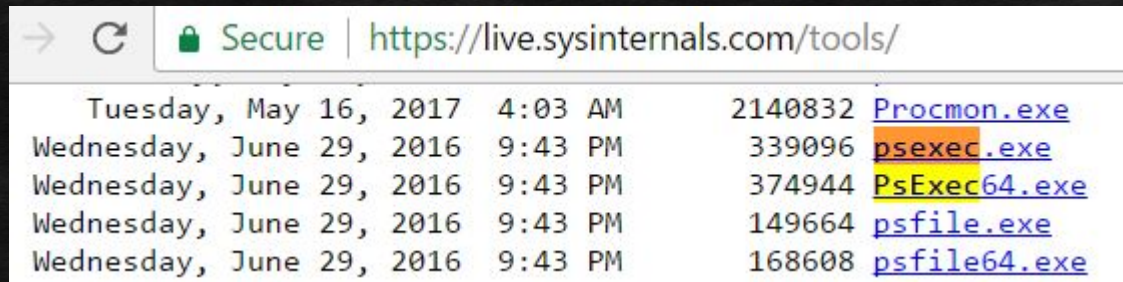 Secure | https://live.sysinternals.com/tools/
Tuesday, May 16, 2017 4:03 AM 2140832 Procmon.exe
Wednesday, June 29, 2016 9:43 PM 339096 psexec.exe
Wednesday, June 29, 2016 9:43 PM 374944 PsExec64.exe
Wednesday, June 29, 2016 9:43 PM 149664 psfile.exe
Wednesday, June 29, 2016 9:43 PM 168608 psfile64.exe